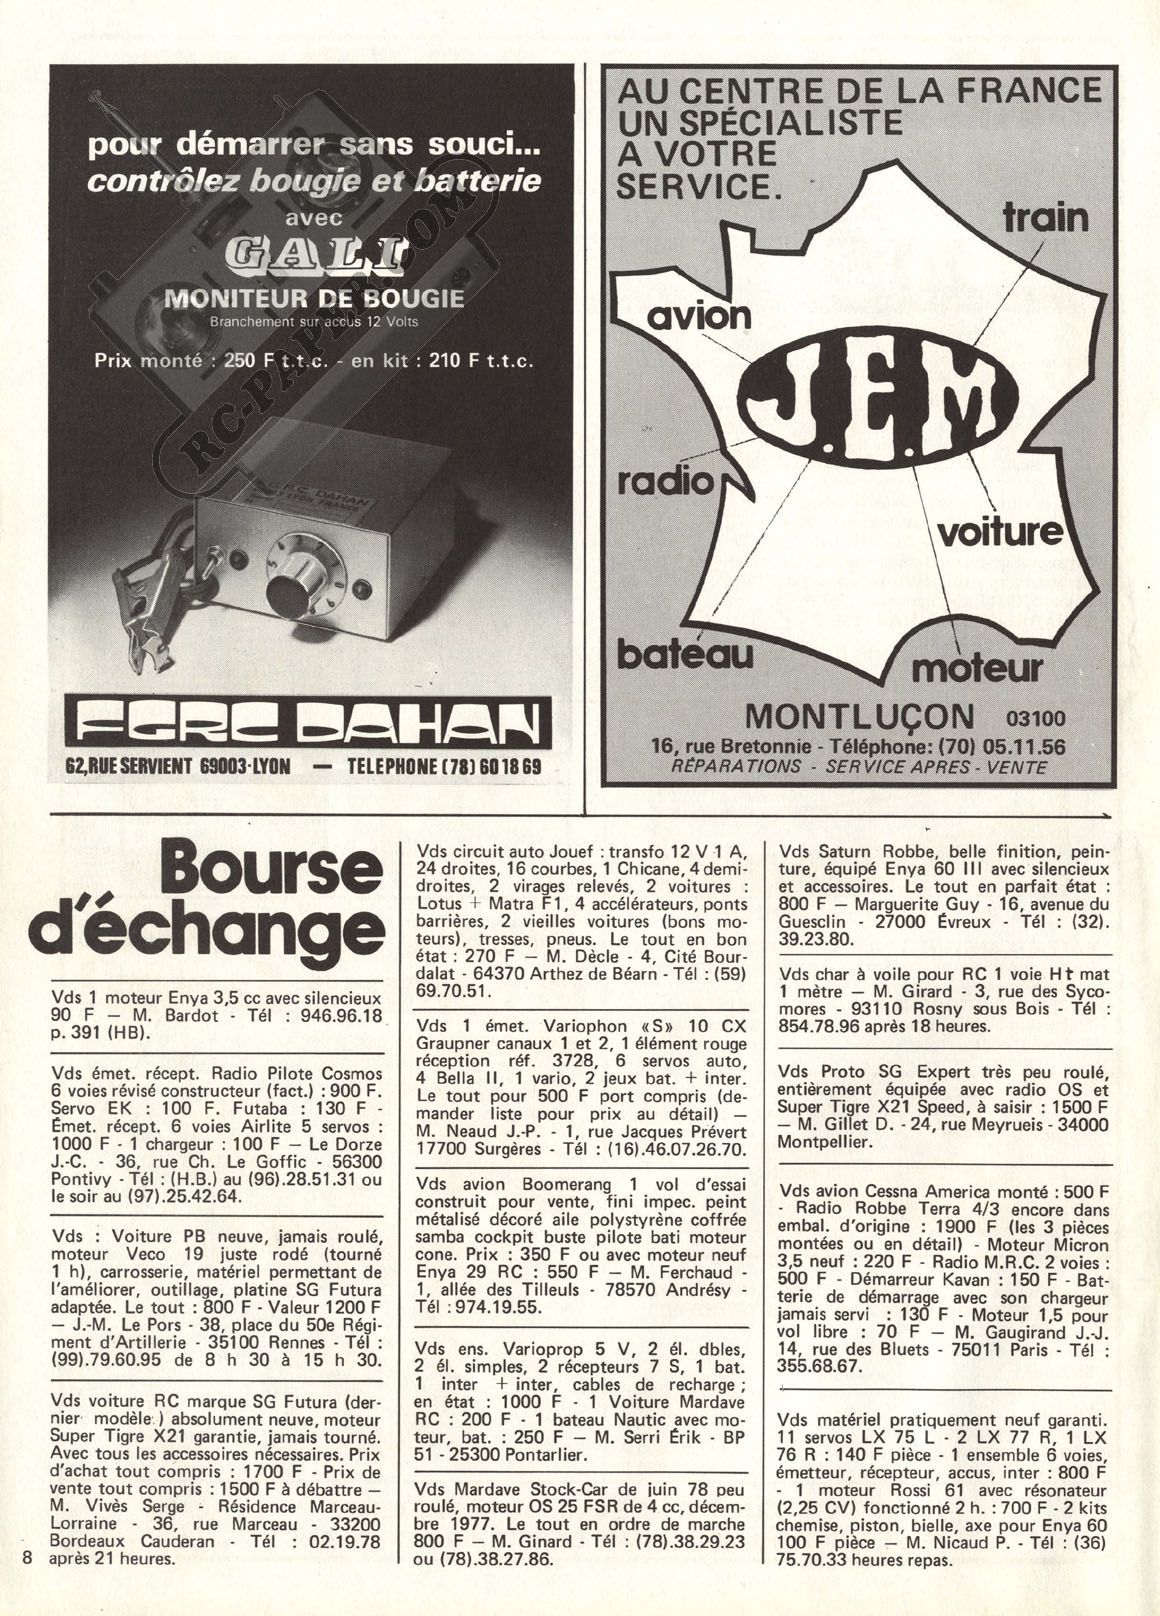 pour démarrer sans souci...
contrôlez bougie et batterie
avec
GALI
MONITEUR DE BOUGIE
Branchement sur accus 12 Volts
Prix monté : 250 F t.t.c. - en kit : 210 F t.t.c.
RC-PAPER.COM
F.G.R.C. DAHAN
69003 LYON FRANCE
FGRC DAHAN
62, RUE SERVIENT 69003-LYON — TELEPHONE (78) 60 18 69
AU CENTRE DE LA FRANCE
UN SPÉCIALISTE
A VOTRE
SERVICE.
train
avion
J.E.M
radio
voiture
bateau
moteur
MONTLUÇON 03100
16, rue Bretonnie - Téléphone: (70) 05.11.56
RÉPARATIONS - SERVICE APRES - VENTE
Bourse
d'échange
Vds 1 moteur Enya 3,5 cc avec silencieux
90 F — M. Bardot - Tél : 946.96.18
p. 391 (HB).
Vds émet. récept. Radio Pilote Cosmos
6 voies révisé constructeur (fact.) : 900 F.
Servo EK : 100 F. Futaba : 130 F -
Émet. récept. 6 voies Airlite 5 servos :
1000 F - 1 chargeur : 100 F — Le Dorze
J.-C. - 36, rue Ch. Le Goffic - 56300
Pontivy - Tél : (H.B.) au (96).28.51.31 ou
le soir au (97).25.42.64.
Vds : Voiture PB neuve, jamais roulé,
moteur Veco 19 juste rodé (tourné
1 h), carrosserie, matériel permettant de
l'améliorer, outillage, platine SG Futura
adaptée. Le tout : 800 F - Valeur 1200 F
— J.-M. Le Pors - 38, place du 50e Régi-
ment d'Artillerie - 35100 Rennes - Tél :
(99).79.60.95 de 8 h 30 à 15 h 30.
Vds voiture RC marque SG Futura (der-
nier modèle ) absolument neuve, moteur
Super Tigre X21 garantie, jamais tourné.
Avec tous les accessoires nécessaires. Prix
d'achat tout compris : 1700 F - Prix de
vente tout compris : 1500 F à débattre —
M. Vivès Serge - Résidence Marceau-
Lorraine - 36, rue Marceau - 33200
Bordeaux Cauderan - Tél : 02.19.78
après 21 heures.
8
Vds circuit auto Jouef : transfo 12 V 1 A,
24 droites, 16 courbes, 1 Chicane, 4 demi-
droites, 2 virages relevés, 2 voitures :
Lotus + Matra F1, 4 accélérateurs, ponts
barrières, 2 vieilles voitures (bons mo-
teurs), tresses, pneus. Le tout en bon
état : 270 F — M. Dècle - 4, Cité Bour-
dalat - 64370 Arthez de Béarn - Tél : (59)
69.70.51.
Vds 1 émet. Variophon «S» 10 CX
Graupner canaux 1 et 2, 1 élément rouge
réception réf. 3728, 6 servos auto,
4 Bella II, 1 vario, 2 jeux bat. + inter.
Le tout pour 500 F port compris (de-
mander liste pour prix au détail) —
M. Neaud J.-P. - 1, rue Jacques Prévert
17700 Surgères - Tél : (16).46.07.26.70.
Vds avion Boomerang 1 vol d'essai
construit pour vente, fini impec. peint
métalisé décoré aile polystyrène coffrée
samba cockpit buste pilote bati moteur
cone. Prix : 350 F ou avec moteur neuf
Enya 29 RC : 550 F — M. Ferchaud -
1, allée des Tilleuls - 78570 Andrésy -
Tél : 974.19.55.
Vds ens. Varioprop 5 V, 2 él. dbles,
2 él. simples, 2 récepteurs 7 S, 1 bat.
1 inter + inter, cables de recharge ;
en état : 1000 F - 1 Voiture Mardave
RC : 200 F - 1 bateau Nautic avec mo-
teur, bat. : 250 F — M. Serri Érik - BP
51 - 25300 Pontarlier.
Vds Mardave Stock-Car de juin 78 peu
roulé, moteur OS 25 FSR de 4 cc, décem-
bre 1977. Le tout en ordre de marche
800 F — M. Ginard - Tél : (78).38.29.23
ou (78).38.27.86.
Vds Saturn Robbe, belle finition, pein-
ture, équipé Enya 60 III avec silencieux
et accessoires. Le tout en parfait état :
800 F — Marguerite Guy - 16, avenue du
Guesclin - 27000 Évreux - Tél : (32).
39.23.80.
Vds char à voile pour RC 1 voie Ht mat
1 mètre — M. Girard - 3, rue des Syco-
mores - 93110 Rosny sous Bois - Tél :
854.78.96 après 18 heures.
Vds Proto SG Expert très peu roulé,
entièrement équipée avec radio OS et
Super Tigre X21 Speed, à saisir : 1500 F
— M. Gillet D. - 24, rue Meyrueis - 34000
Montpellier.
Vds avion Cessna America monté : 500 F
- Radio Robbe Terra 4/3 encore dans
embal. d'origine : 1900 F (les 3 pièces
montées ou en détail) - Moteur Micron
3,5 neuf : 220 F - Radio M.R.C. 2 voies :
500 F - Démarreur Kavan : 150 F - Bat-
terie de démarrage avec son chargeur
jamais servi : 130 F - Moteur 1,5 pour
vol libre : 70 F — M. Gaugirand J.-J.
14, rue des Bluets - 75011 Paris - Tél :
355.68.67.
Vds matériel pratiquement neuf garanti.
11 servos LX 75 L - 2 LX 77 R, 1 LX
76 R : 140 F pièce - 1 ensemble 6 voies,
émetteur, récepteur, accus, inter : 800 F
- 1 moteur Rossi 61 avec résonateur
(2,25 CV) fonctionné 2 h. : 700 F - 2 kits
chemise, piston, bielle, axe pour Enya 60
100 F pièce — M. Nicaud P. - Tél : (36)
75.70.33 heures repas.